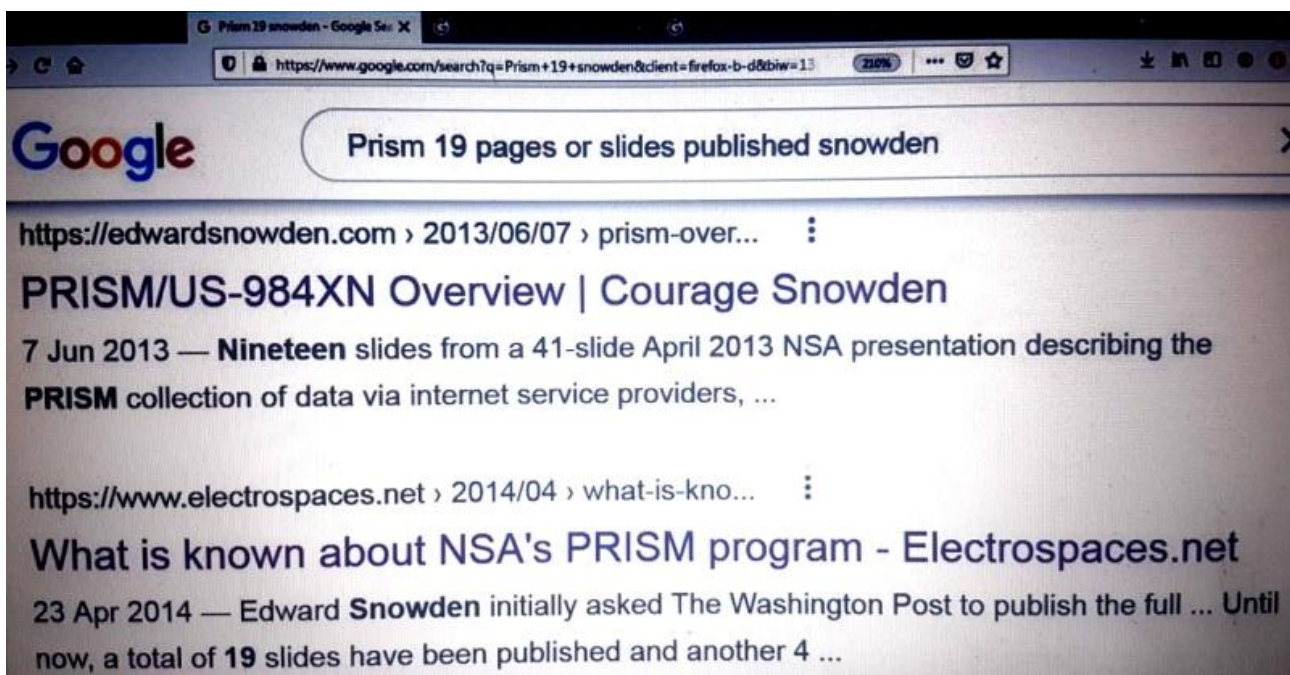 Prism 19 snowden - Google Sea
https://www.google.com/search?q=Prism+19+snowden&client=firefox-b-d&biw=13
210%
Google
Prism 19 pages or slides published snowden
https://edwardsnowden.com › 2013/06/07 › prism-over...
PRISM/US-984XN Overview | Courage Snowden
7 Jun 2013 — Nineteen slides from a 41-slide April 2013 NSA presentation describing the
PRISM collection of data via internet service providers, ...
https://www.electrospaces.net › 2014/04 › what-is-kno...
What is known about NSA's PRISM program - Electrospaces.net
23 Apr 2014 — Edward Snowden initially asked The Washington Post to publish the full ... Until
now, a total of 19 slides have been published and another 4 ...